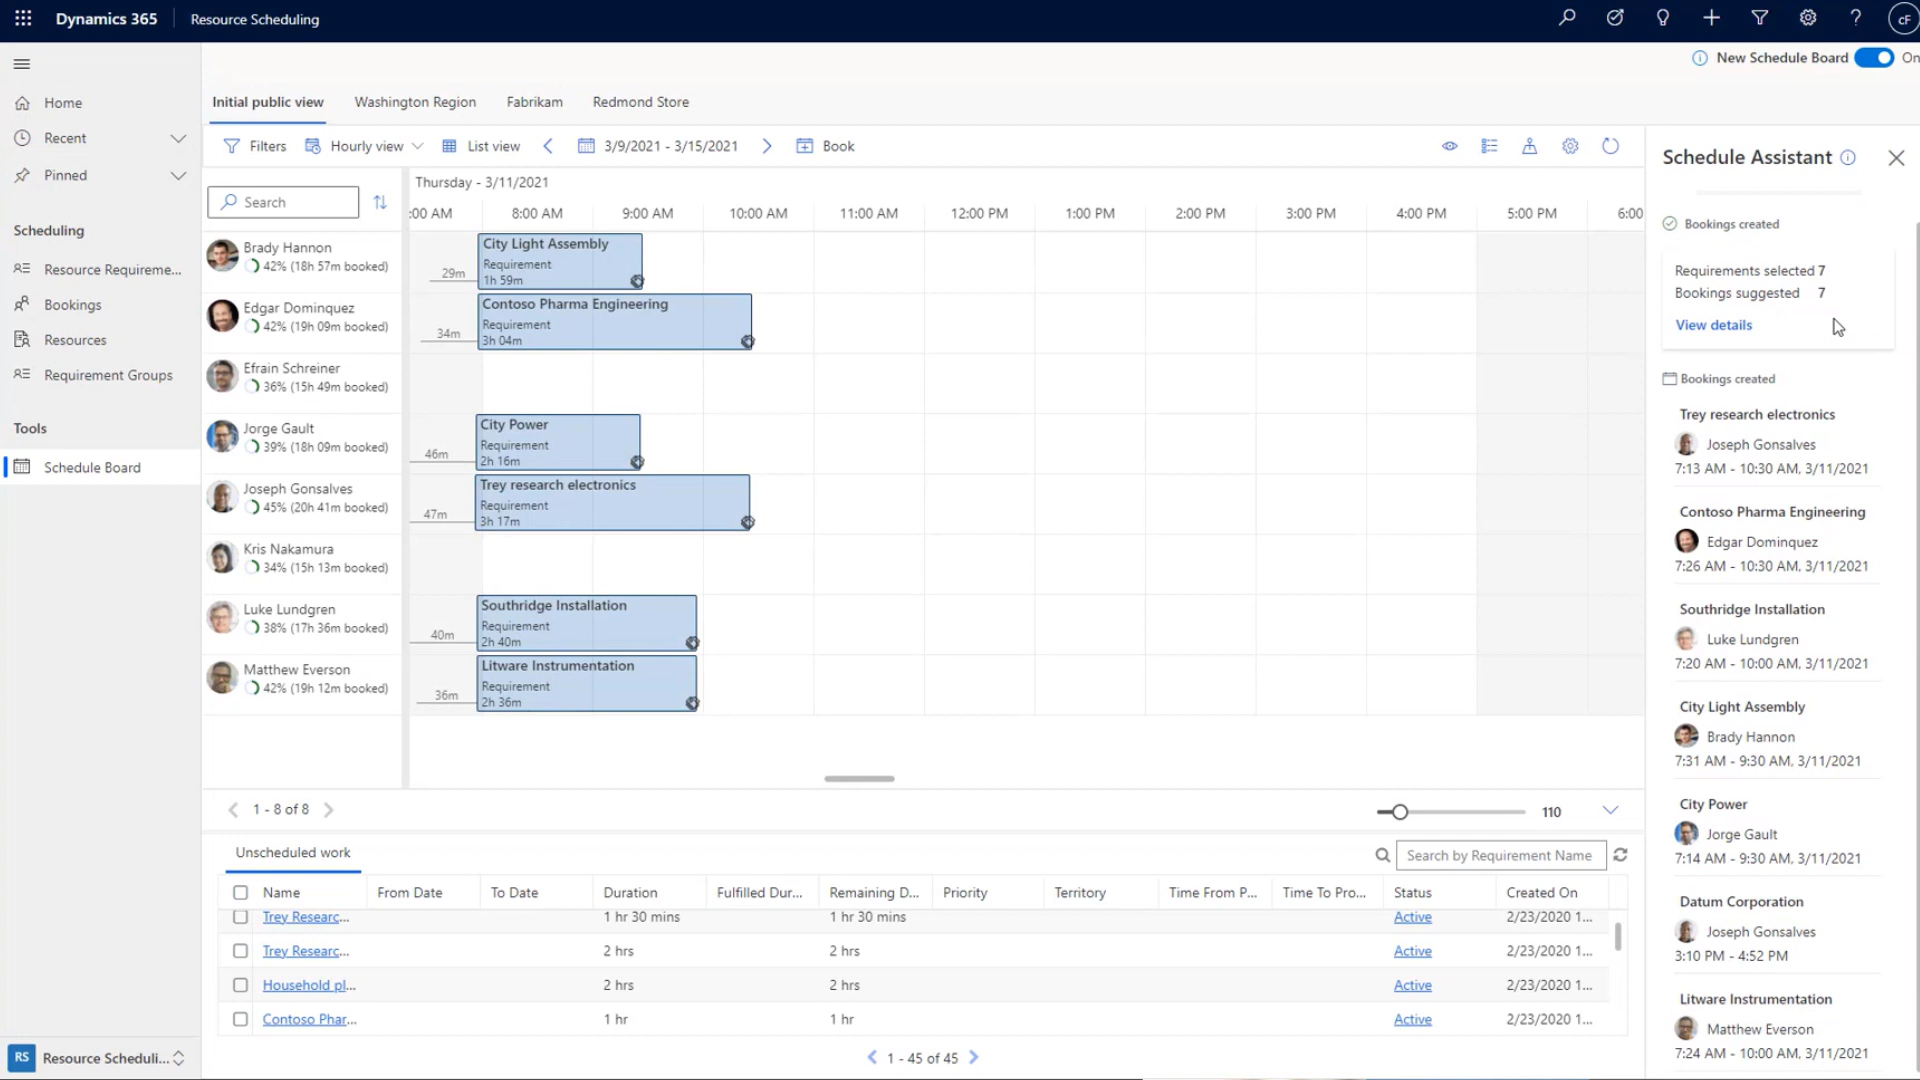 Dynamics 365
Resource Scheduling
CF
New Schedule Board
On
Home
Recent
Pinned
Scheduling
Resource Requireme...
Bookings
Resources
Requirement Groups
Tools
Schedule Board
RS
Resource Scheduli...
Initial public view
Washington Region
Fabrikam
Redmond Store
Filters
Hourly view
List view
3/9/2021 - 3/15/2021
Book
Search
Thursday - 3/11/2021
:00 AM
8:00 AM
9:00 AM
10:00 AM
11:00 AM
12:00 PM
1:00 PM
2:00 PM
3:00 PM
4:00 PM
5:00 PM
6:00
Brady Hannon
42% (18h 57m booked)
29m
City Light Assembly
Requirement
1h 59m
Edgar Dominquez
42% (19h 09m booked)
34m
Contoso Pharma Engineering
Requirement
3h 04m
Efrain Schreiner
36% (15h 49m booked)
Jorge Gault
39% (18h 09m booked)
46m
City Power
Requirement
2h 16m
Joseph Gonsalves
45% (20h 41m booked)
47m
Trey research electronics
Requirement
3h 17m
Kris Nakamura
34% (15h 13m booked)
Luke Lundgren
38% (17h 36m booked)
40m
Southridge Installation
Requirement
2h 40m
Matthew Everson
42% (19h 12m booked)
36m
Litware Instrumentation
Requirement
2h 36m
1 - 8 of 8
110
Unscheduled work
Search by Requirement Name
Name
From Date
To Date
Duration
Fulfilled Dur...
Remaining D...
Priority
Territory
Time From P...
Time To Pro...
Status
Created On
Trey Researc...
1 hr 30 mins
1 hr 30 mins
Active
2/23/2020 1...
Trey Researc...
2 hrs
2 hrs
Active
2/23/2020 1...
Household pl...
2 hrs
2 hrs
Active
2/23/2020 1...
Contoso Phar...
1 hr
1 hr
Active
2/23/2020 1...
1 - 45 of 45
Schedule Assistant
Bookings created
Requirements selected 7
Bookings suggested 7
View details
Bookings created
Trey research electronics
Joseph Gonsalves
7:13 AM - 10:30 AM, 3/11/2021
Contoso Pharma Engineering
Edgar Dominquez
7:26 AM - 10:30 AM, 3/11/2021
Southridge Installation
Luke Lundgren
7:20 AM - 10:00 AM, 3/11/2021
City Light Assembly
Brady Hannon
7:31 AM - 9:30 AM, 3/11/2021
City Power
Jorge Gault
7:14 AM - 9:30 AM, 3/11/2021
Datum Corporation
Joseph Gonsalves
3:10 PM - 4:52 PM
Litware Instrumentation
Matthew Everson
7:24 AM - 10:00 AM, 3/11/2021